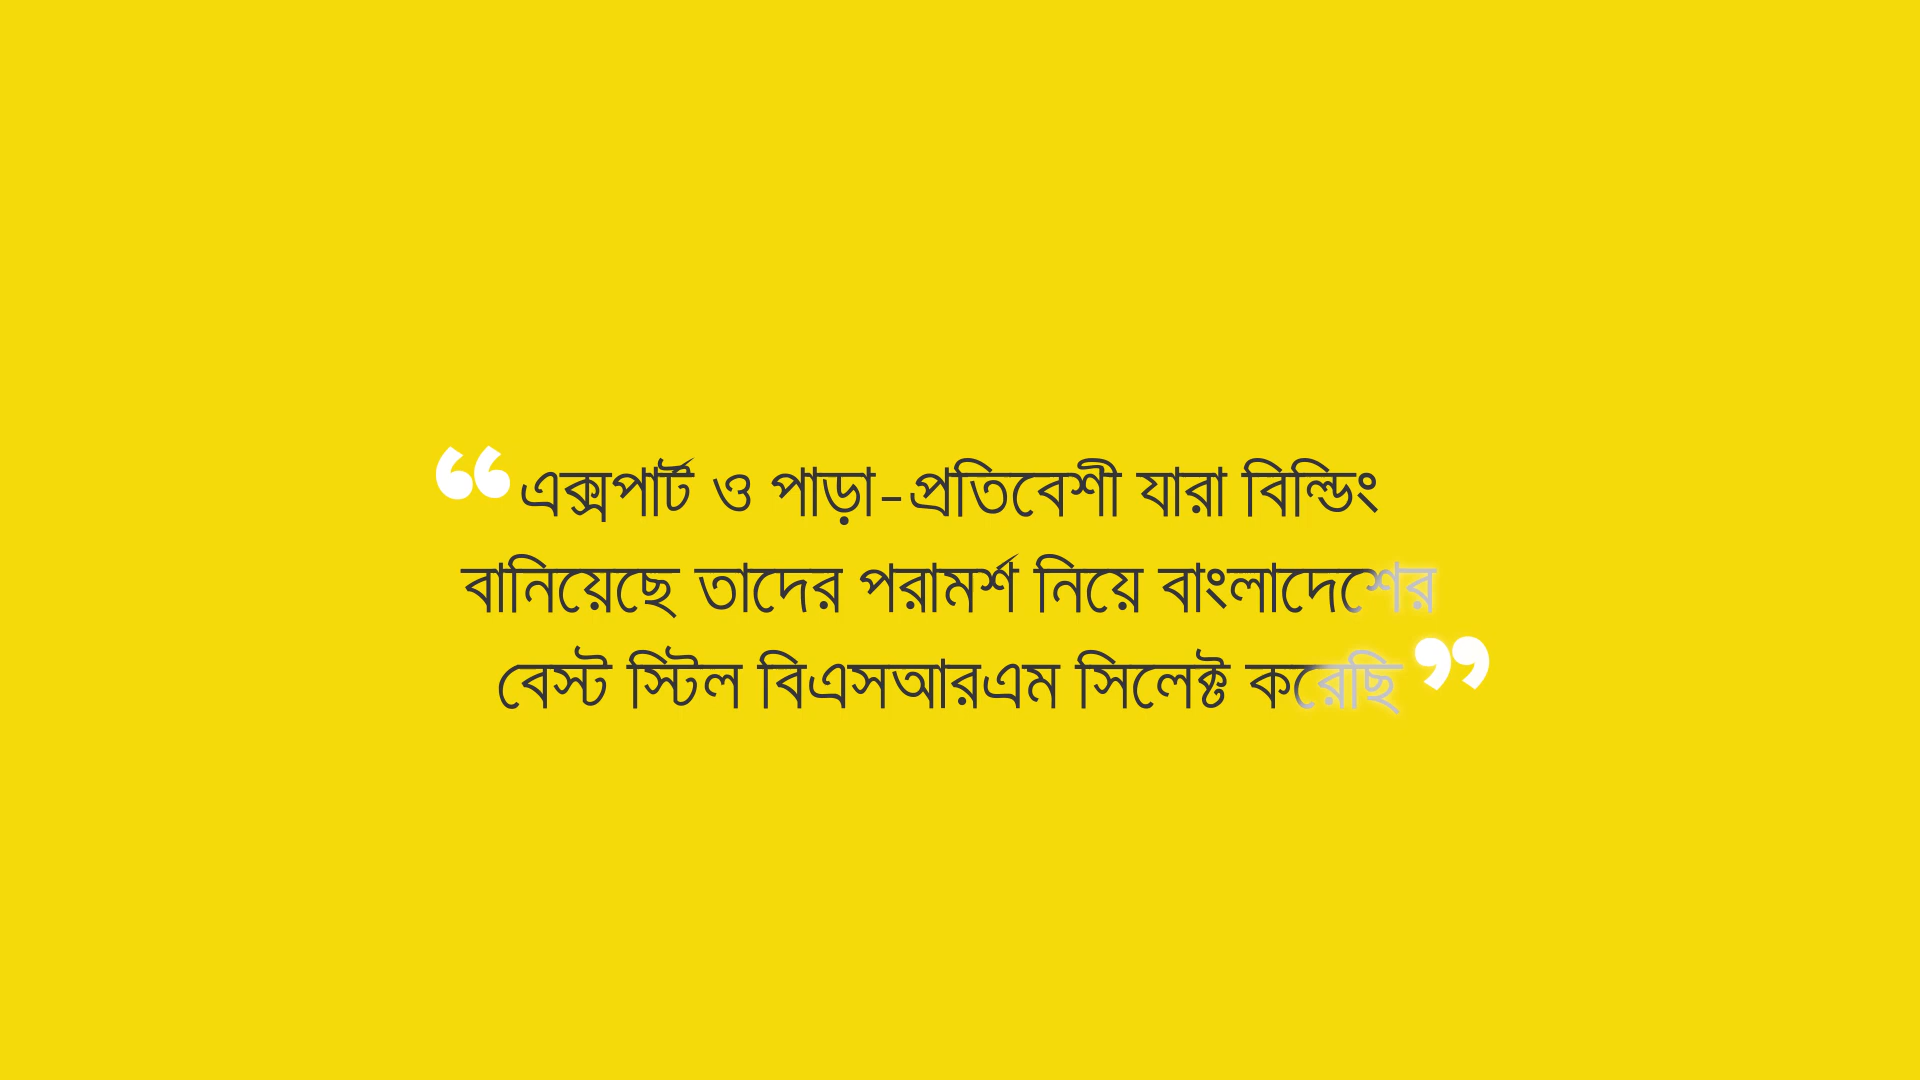 “এক্সপার্ট ও পাড়া-প্রতিবেশী যারা বিল্ডিং
বানিয়েছে তাদের পরামর্শ নিয়ে বাংলাদেশের
বেস্ট স্টিল বিএসআরএম সিলেক্ট করেছি”